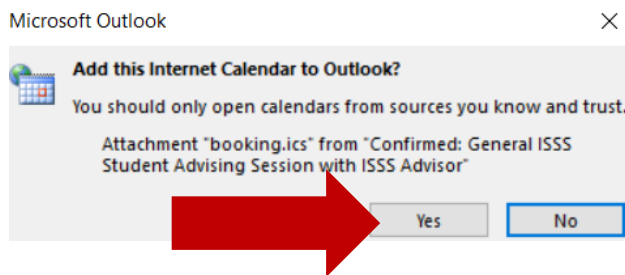 Microsoft Outlook
Add this Internet Calendar to Outlook?
You should only open calendars from sources you know and trust.
Attachment "booking.ics" from "Confirmed: General ISSS
Student Advising Session with ISSS Advisor"
Yes
No